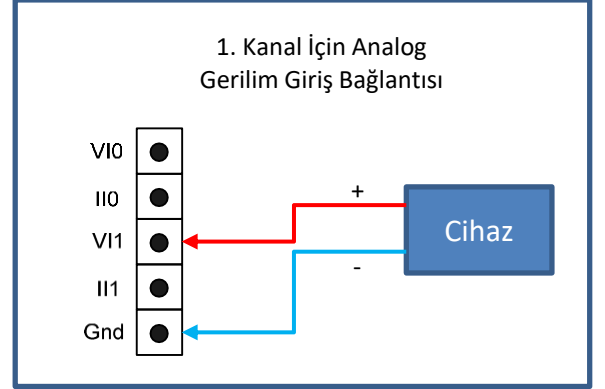 1. Kanal İçin Analog
Gerilim Giriş Bağlantısı
VI0
II0
VI1
II1
Gnd
+
-
Cihaz